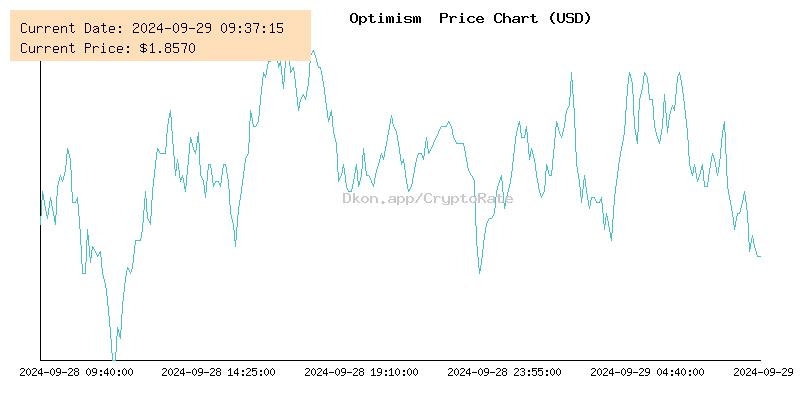 Optimism Price Chart (USD)
Current Date: 2024-09-29 09:37:15
Current Price: $1.8570
Dkon.app/CryptoRate
2024-09-28 09:40:00 2024-09-28 14:25:00 2024-09-28 19:10:00 2024-09-28 23:55:00 2024-09-29 04:40:00 2024-09-29